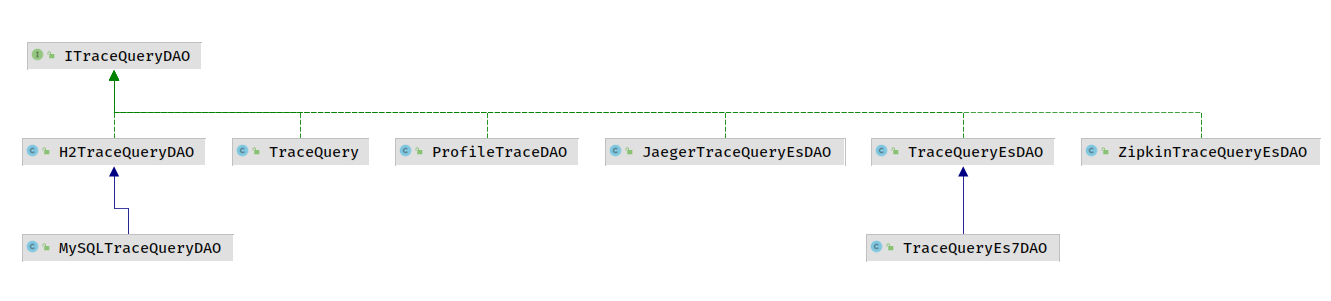 ITraceQueryDAO
H2TraceQueryDAO
TraceQuery
ProfileTraceDAO
JaegerTraceQueryEsDAO
TraceQueryEsDAO
ZipkinTraceQueryEsDAO
MySQLTraceQueryDAO
TraceQueryEs7DAO